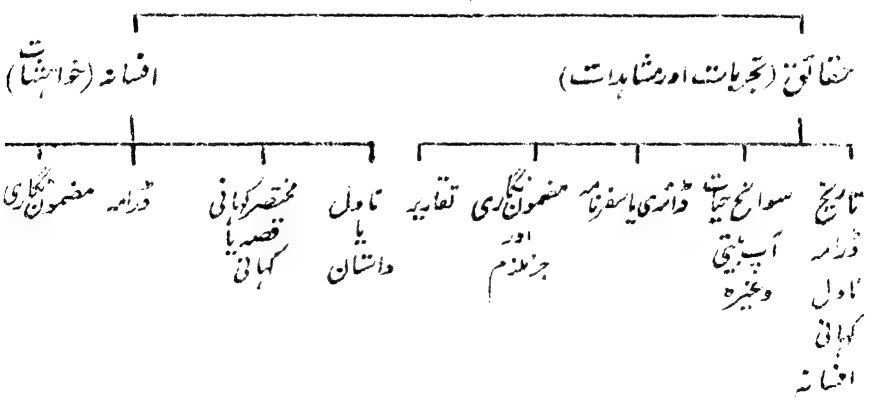 حقائق (تجربات اور مشاہدات)
افسانہ (خواہشات)
تاریخ
ڈرامہ
ناول
کہانی
افسانہ
سوانح حیات
آپ بیتی
وغیرہ
ڈائری یا سفرنامہ
مضمون نگاری
اور
جرنلزم
تقاریر
ناول
یا
داستان
مختصر کہانی
قصہ یا
کہانی
ڈرامہ
مضمون نگاری